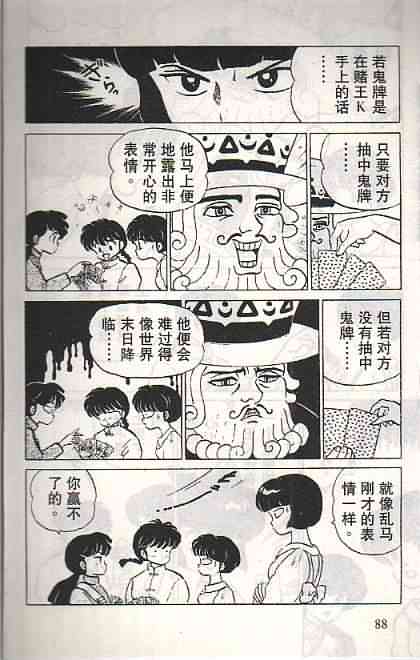 若鬼牌是
在赌王K
手上的话
……
ぎらっ
只要对方
抽中鬼牌
……
他马上便
地露出非
常开心的
表情。
但若对方
没有抽中
鬼牌……
他便会
难过得
像世界
末日降
临……
就像乱马
刚才的表
情一样。
你赢不
了的。
88